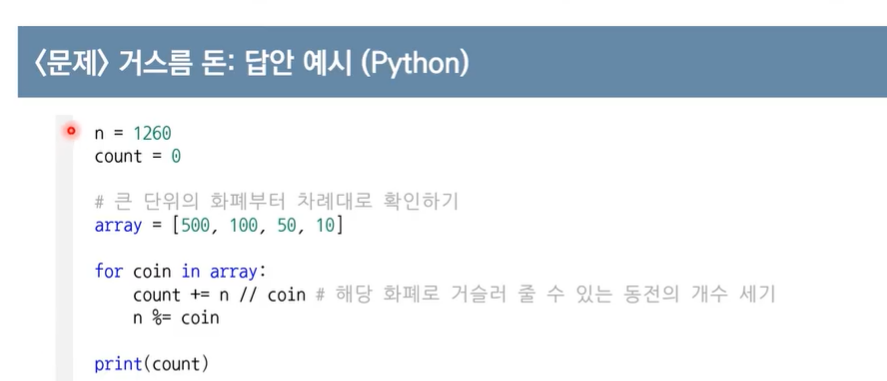 <문제> 거스름 돈: 답안 예시 (Python)
n = 1260
count = 0
# 큰 단위의 화폐부터 차례대로 확인하기
array = [500, 100, 50, 10]
for coin in array:
count += n // coin # 해당 화폐로 거슬러 줄 수 있는 동전의 개수 세기
n %= coin
print(count)